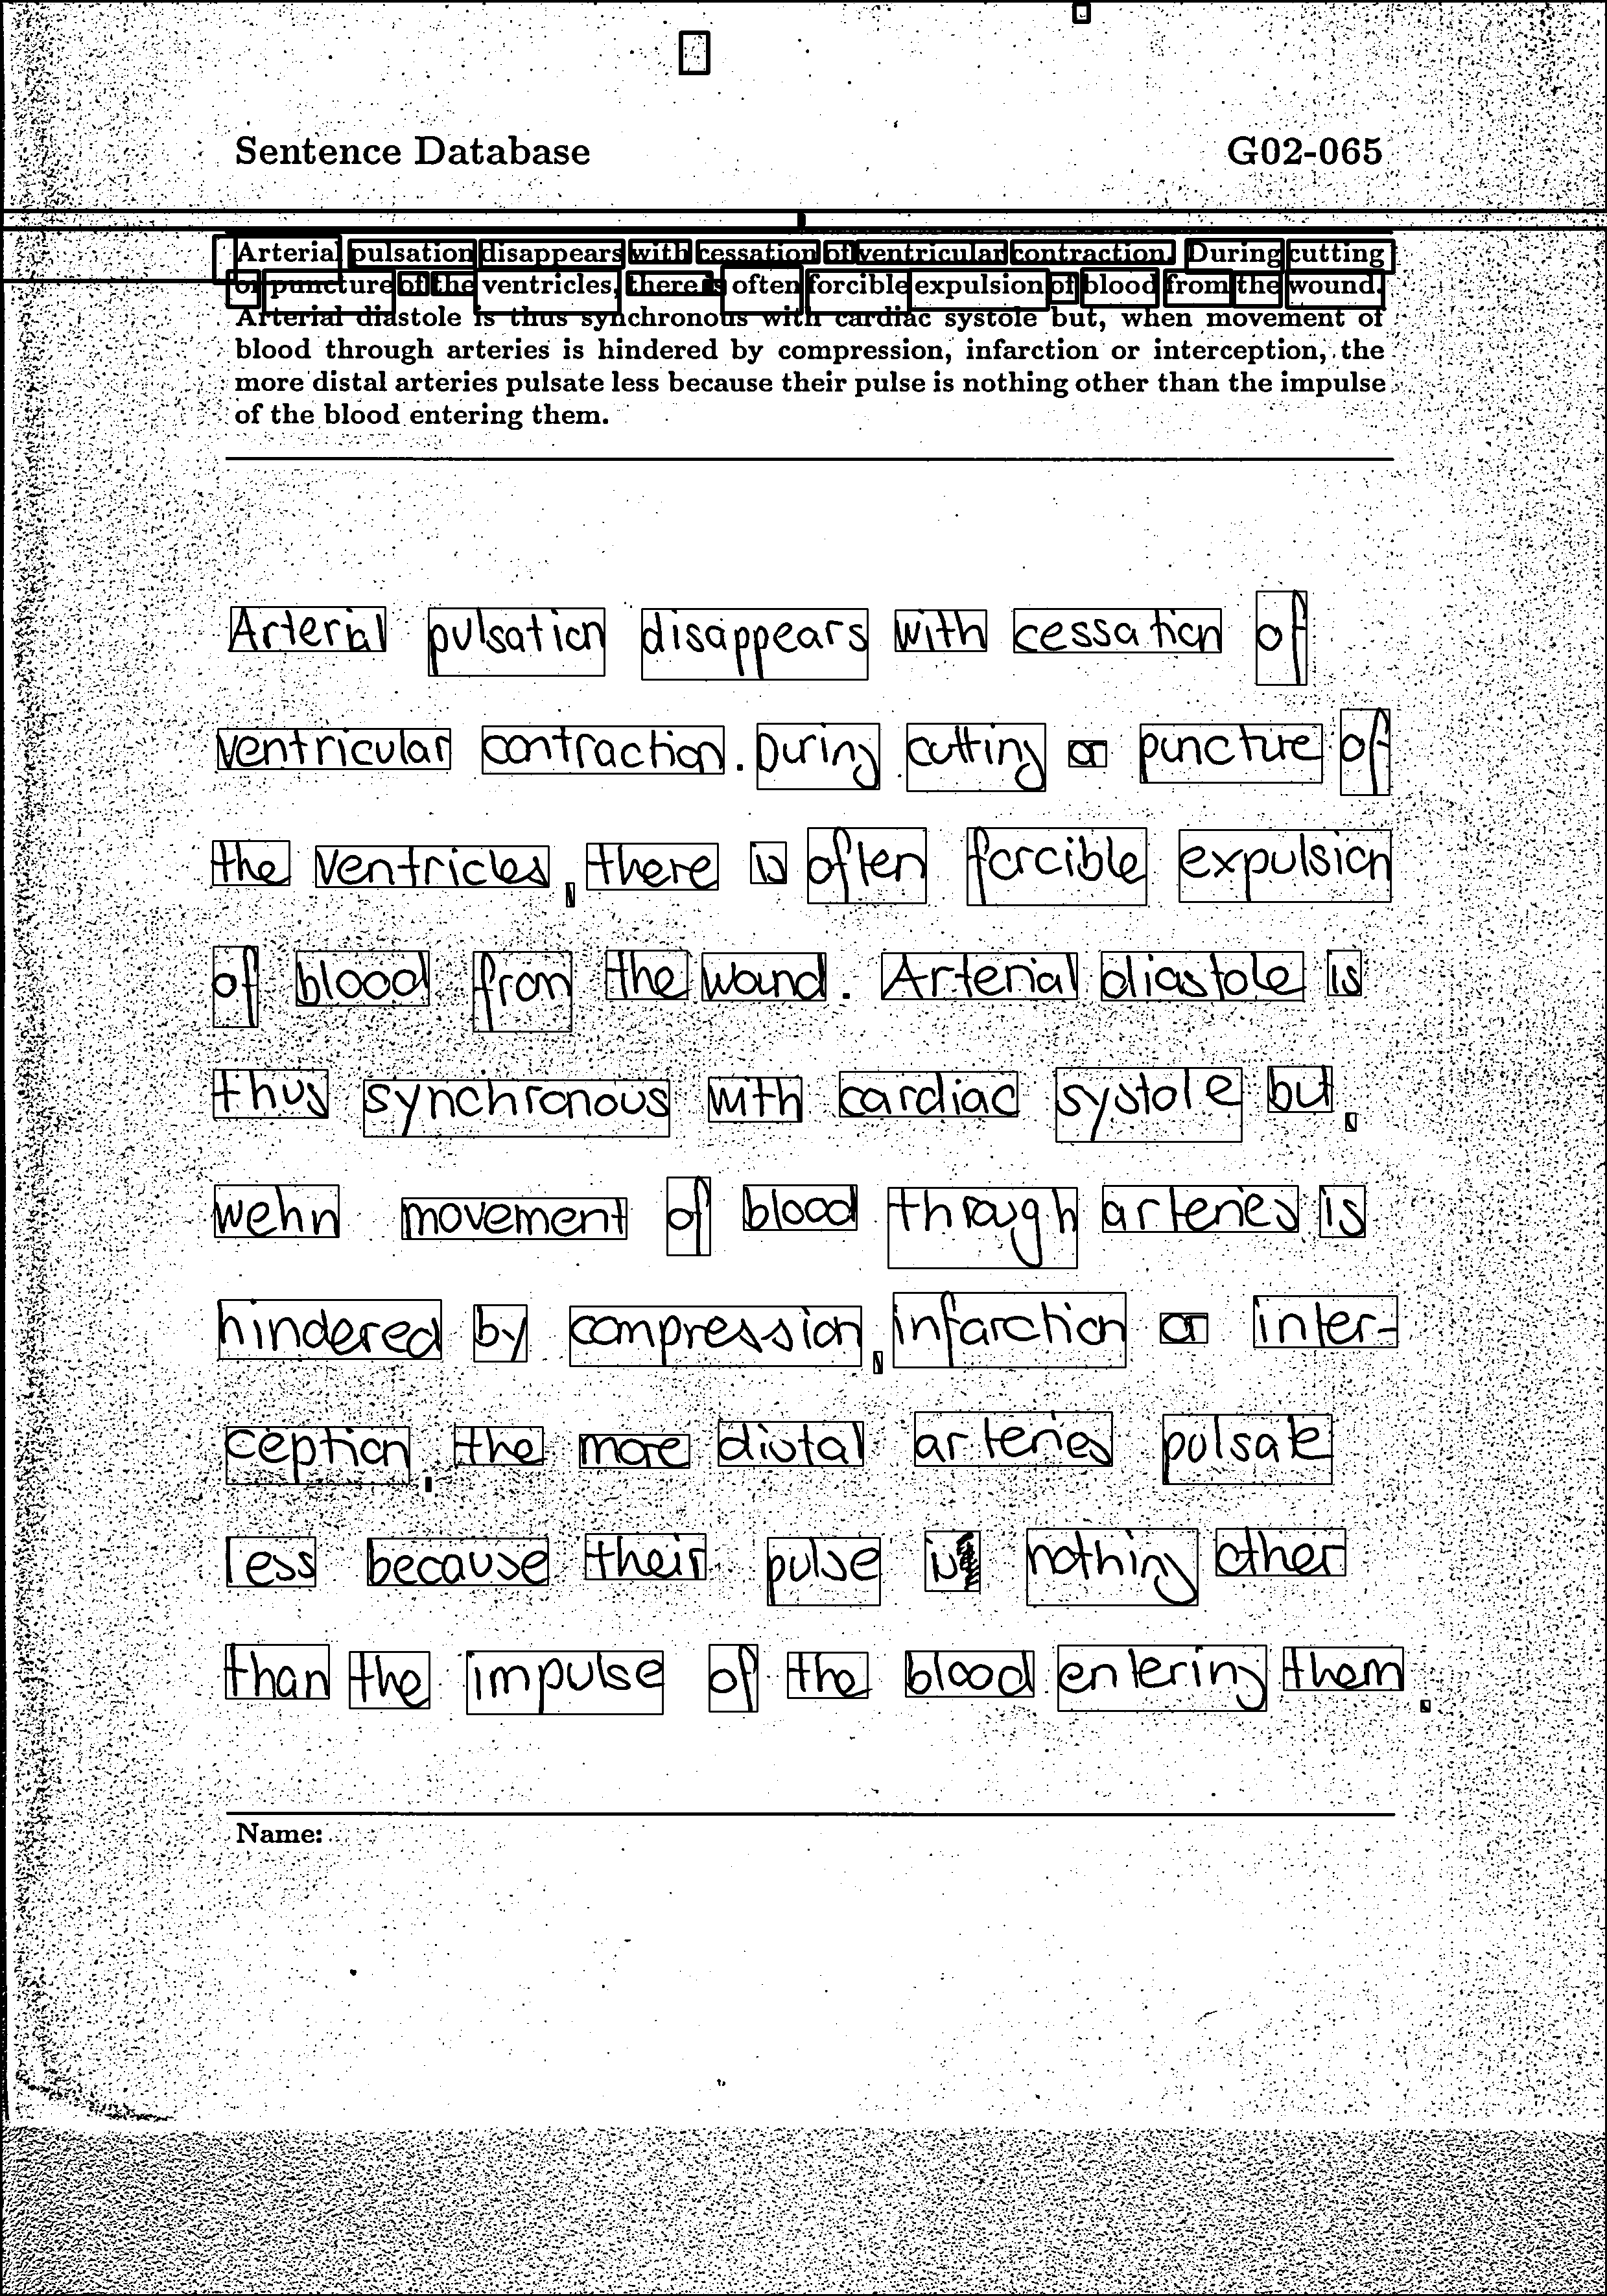 Sentence Database G02-065
Arterial pulsation disappears with cessation of ventricular contraction. During cutting
or puncture of the ventricles, there is often forcible expulsion of blood from the wound.
Arterial diastole is thus synchronous with cardiac systole but, when movement of
blood through arteries is hindered by compression, infarction or interception, the
more distal arteries pulsate less because their pulse is nothing other than the impulse
of the blood entering them.
Arterial pulsation disappears with cessation of
ventricular contraction. During cutting or puncture of
the ventricles, there is often forcible expulsion
of blood from the wound. Arterial diastole is
thus synchronous with cardiac systole but,
wehn movement of blood through arteries is
hindered by compression, infarction or inter-
ception, the more distal arteries pulsate
less because their pulse is nothing other
than the impulse of the blood entering them.
Name: